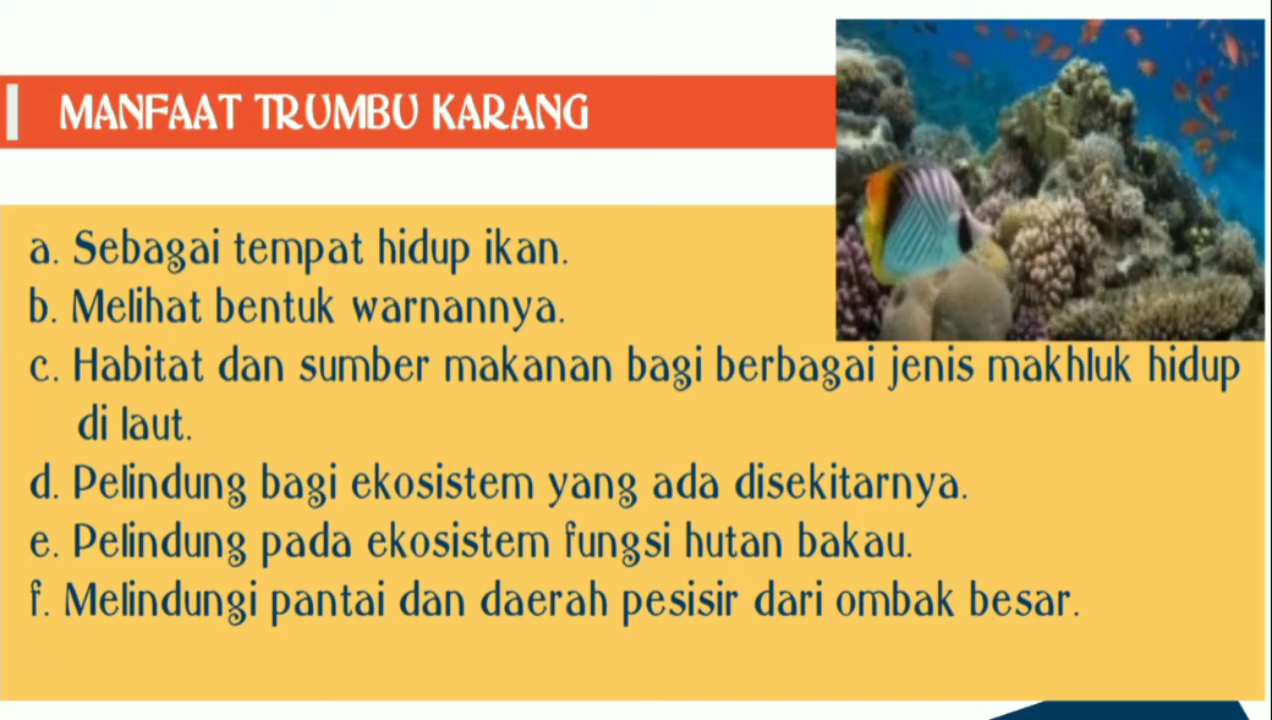 MANFAAT TRUMBU KARANG
a. Sebagai tempat hidup ikan.
b. Melihat bentuk warnannya.
c. Habitat dan sumber makanan bagi berbagai jenis makhluk hidup
di laut.
d. Pelindung bagi ekosistem yang ada disekitarnya.
e. Pelindung pada ekosistem fungsi hutan bakau.
f. Melindungi pantai dan daerah pesisir dari ombak besar.